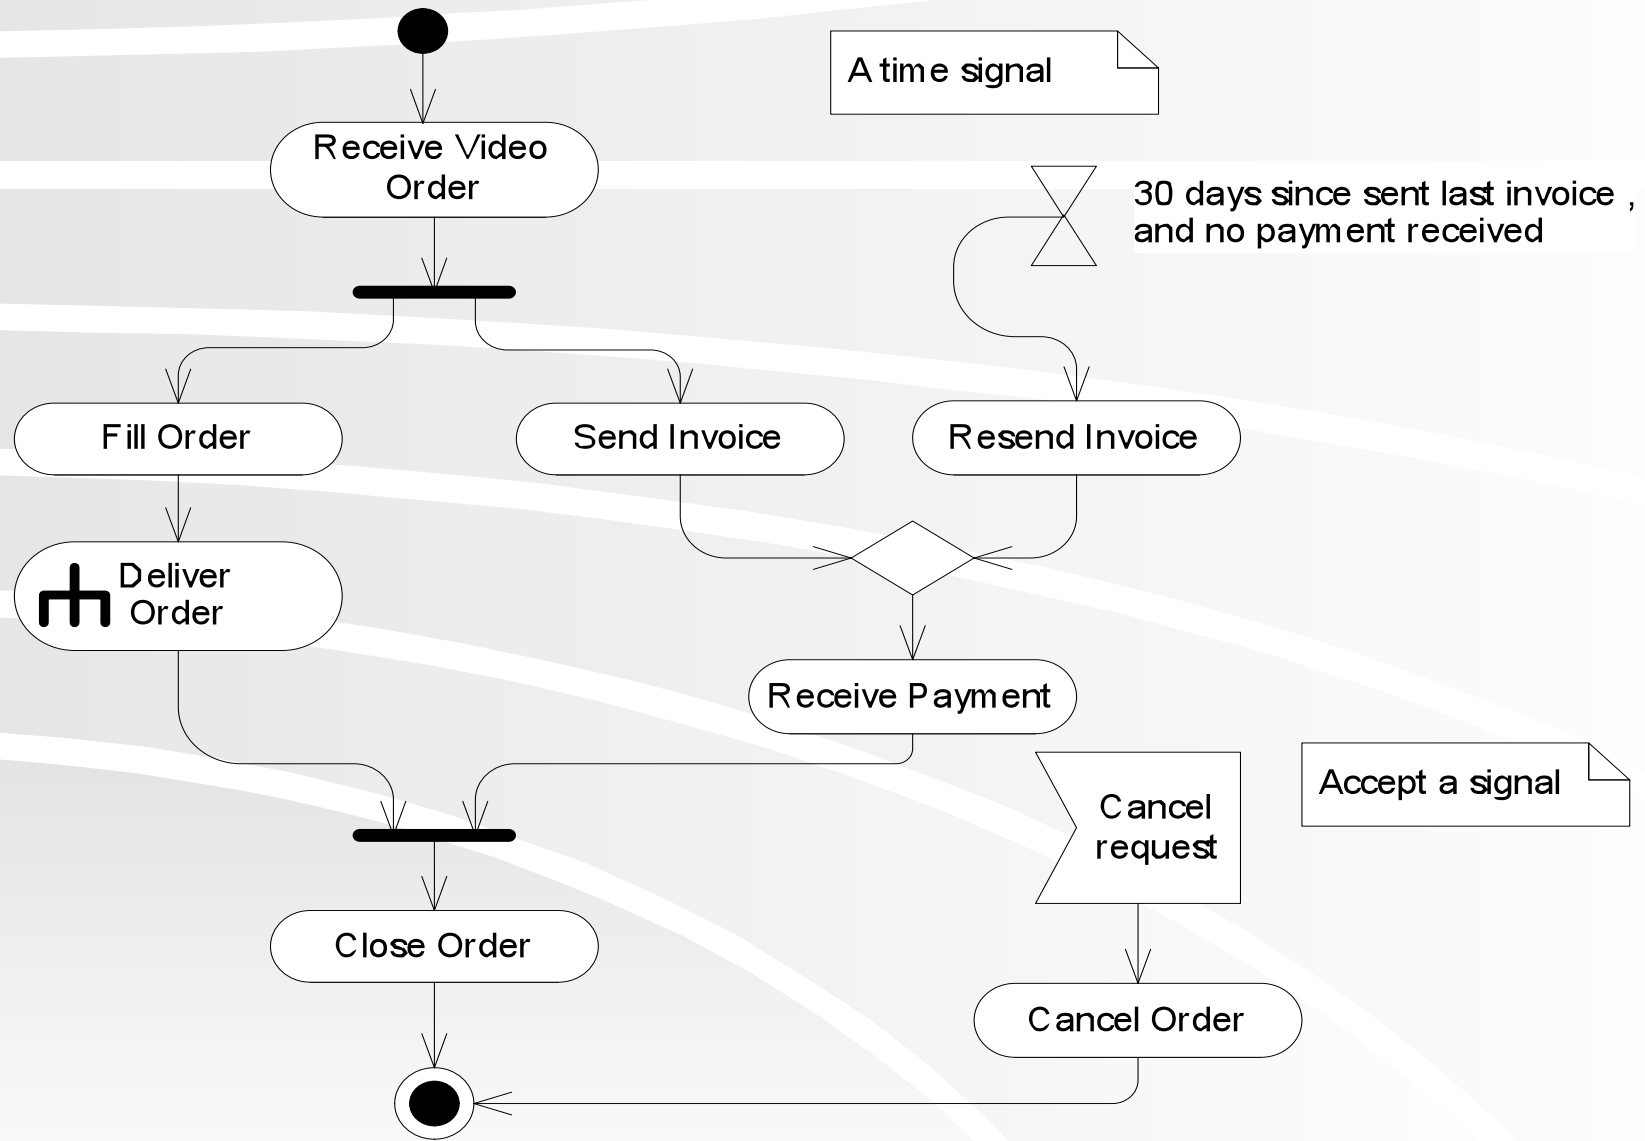 A time signal
Receive Video
Order
30 days since sent last invoice ,
and no payment received
Fill Order
Send Invoice
Resend Invoice
Deliver
Order
Receive Payment
Cancel
request
Accept a signal
Close Order
Cancel Order